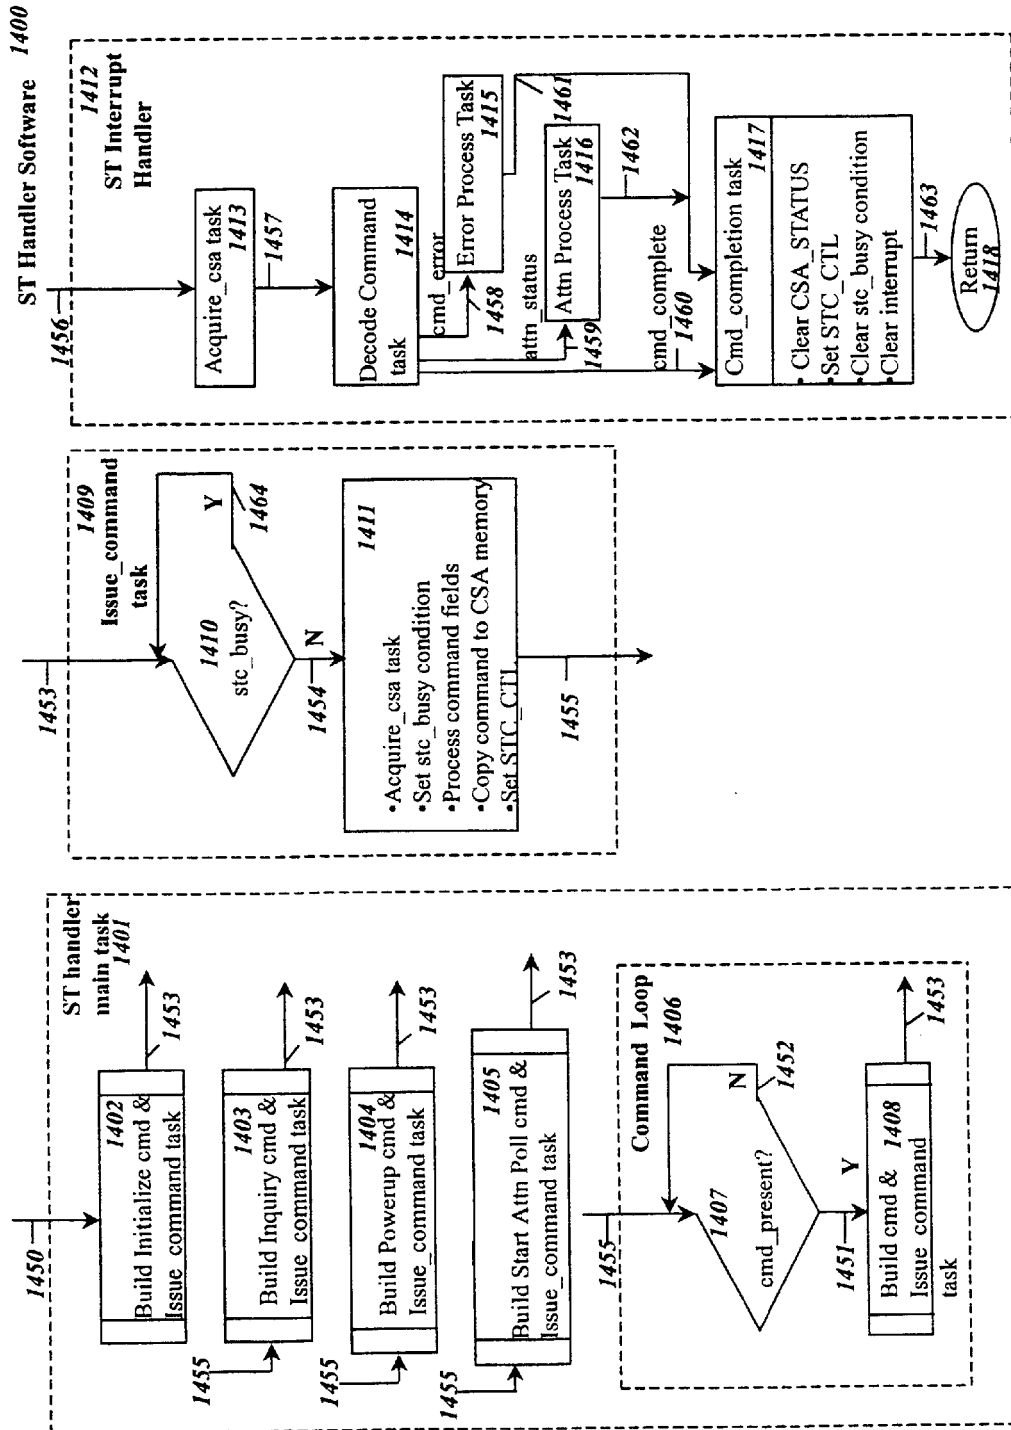 ST Handler Software 1400
ST handler
main task
1401
1450
1402
Build Initialize cmd &
Issue_command task
1453
1455
1403
Build Inquiry cmd &
Issue_command task
1453
1455
1404
Build Powerup cmd &
Issue_command task
1453
1455
1405
Build Start Attn Poll cmd &
Issue_command task
1453
Command Loop
1406
1455
1407
cmd_present?
N
1452
1451
Y
Build cmd & 1408
Issue_command
task
1453
1453
1409
Issue_command
task
1410
stc_busy?
Y
1464
N
1454
1411
•Acquire_csa task
•Set stc_busy condition
•Process command fields
•Copy command to CSA memory
•Set STC_CTL
1455
1412
ST Interrupt
Handler
1456
Acquire_csa task
1413
1457
Decode Command
task 1414
cmd_error
1458
Error Process Task
1415
1461
attn_status
1459
Attn Process Task
1416
1462
cmd_complete
1460
Cmd_completion task
1417
• Clear CSA_STATUS
• Set STC_CTL
• Clear stc_busy condition
• Clear interrupt
1463
Return
1418